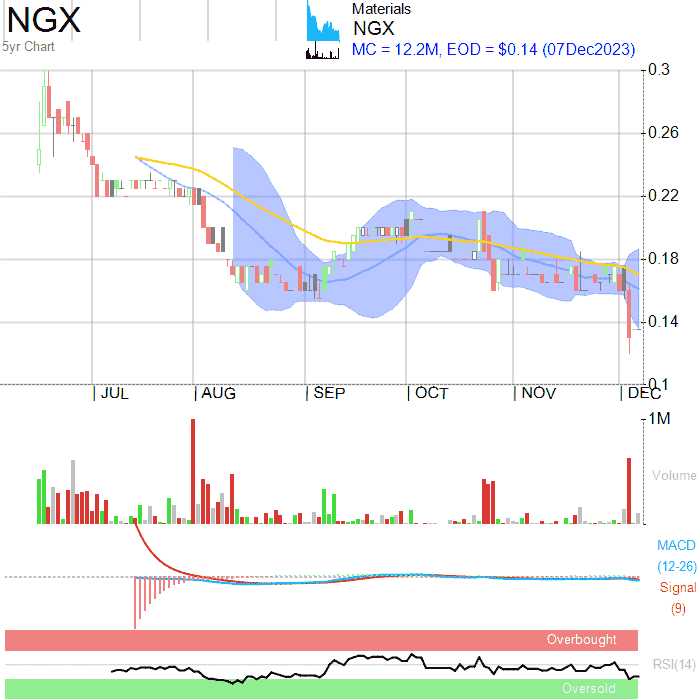 NGX
5yr Chart
Materials
NGX
MC = 12.2M, EOD = $0.14 (07Dec2023)
0.3
0.26
0.22
0.18
0.14
0.1
JUL AUG SEP OCT NOV DEC
1M
Volume
MACD
(12-26)
Signal
(9)
Overbought
RSI(14)
Oversold